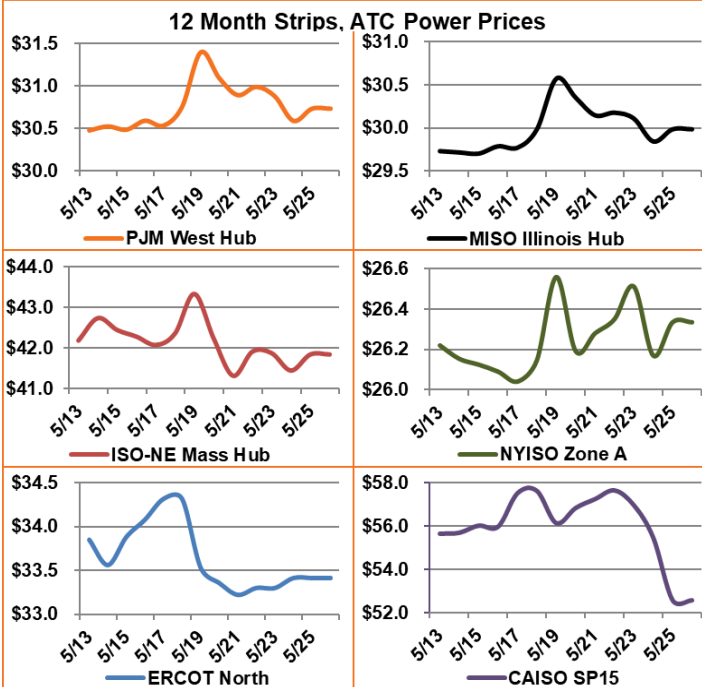 12 Month Strips, ATC Power Prices
$31.5
$31.0
$30.5
$30.0
5/13 5/15 5/17 5/19 5/21 5/23 5/25
PJM West Hub
$31.0
$30.5
$30.0
$29.5
5/13 5/15 5/17 5/19 5/21 5/23 5/25
MISO Illinois Hub
$44.0
$43.0
$42.0
$41.0
5/13 5/15 5/17 5/19 5/21 5/23 5/25
ISO-NE Mass Hub
$26.6
$26.4
$26.2
$26.0
5/13 5/15 5/17 5/19 5/21 5/23 5/25
NYISO Zone A
$34.5
$34.0
$33.5
$33.0
5/13 5/15 5/17 5/19 5/21 5/23 5/25
ERCOT North
$58.0
$56.0
$54.0
$52.0
5/13 5/15 5/17 5/19 5/21 5/23 5/25
CAISO SP15